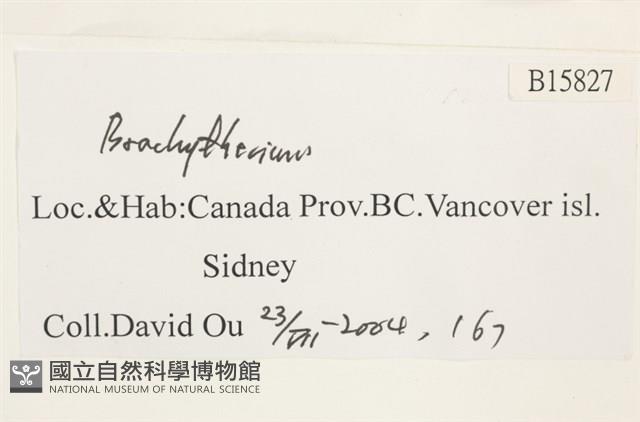 B15827
Brachythecium
Loc.&Hab:Canada Prov.BC.Vancover isl.
Sidney
Coll.David Ou 23/VII-2004, 167
國立自然科學博物館
NATIONAL MUSEUM OF NATURAL SCIENCE